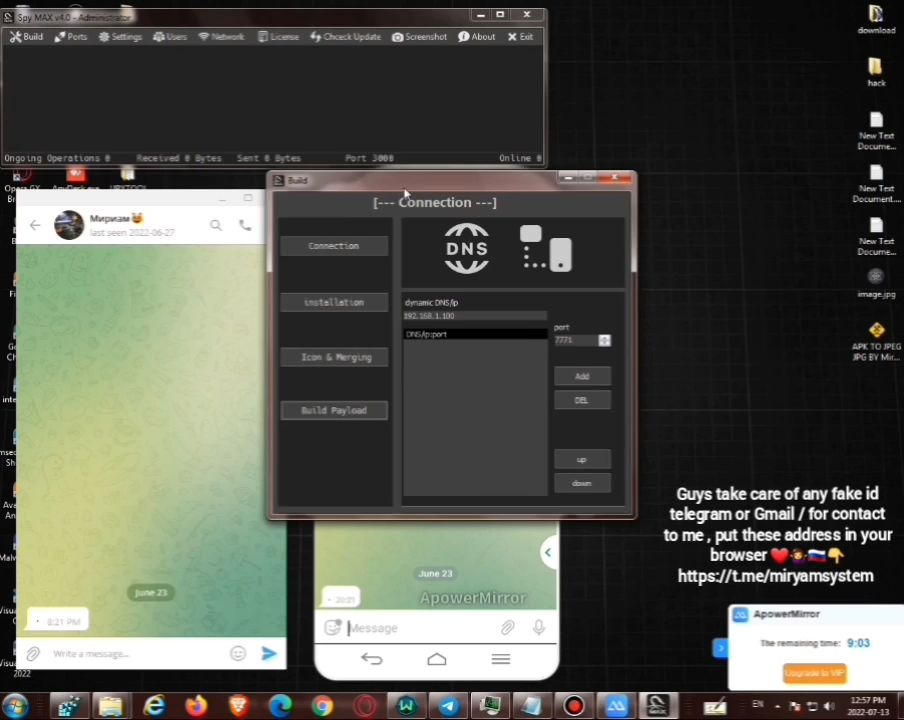 Spy MAX v4.0 - Administrator
Build Ports Settings Users Network License Chceck Update Screenshot About Exit
Ongoing Operations 0 Received 0 Bytes Sent 0 Bytes Port 3000 Online 0
download
hack
New Text
Docume...
New Text
Document....
New Text
Docume...
image.jpg
APK TO JPEG
JPG BY Mir...
Мириам
last seen 2022-06-27
June 23
8:21 PM
Write a message...
Build
[--- Connection ---]
Connection
installation
Icon & Merging
Build Payload
DNS
dynamic DNS/ip
192.168.1.100
DNS/ip:port
port
7771
Add
DEL
up
down
June 23
20:21
ApowerMirror
Message
Guys take care of any fake id
telegram or Gmail / for contact
to me , put these address in your
browser ❤️🙅‍♀️🇷🇺👇
https://t.me/miryamsystem
ApowerMirror
The remaining time: 9:03
Upgrade to VIP
2022
EN
12:57 PM
2022-07-13